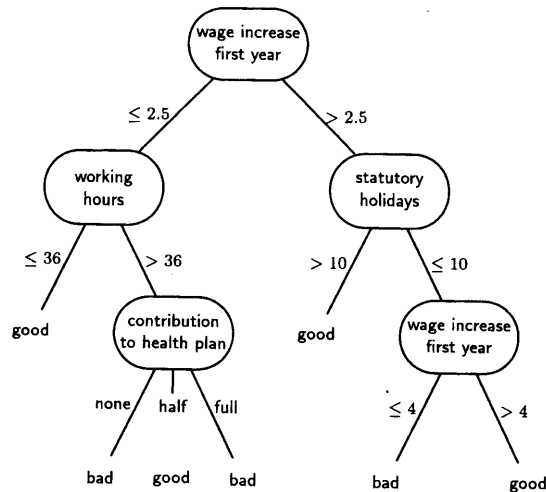 wage increase
first year
≤ 2.5
> 2.5
working
hours
statutory
holidays
≤ 36
> 36
> 10
≤ 10
good
contribution
to health plan
good
wage increase
first year
none
half
full
≤ 4
> 4
bad
good
bad
bad
good